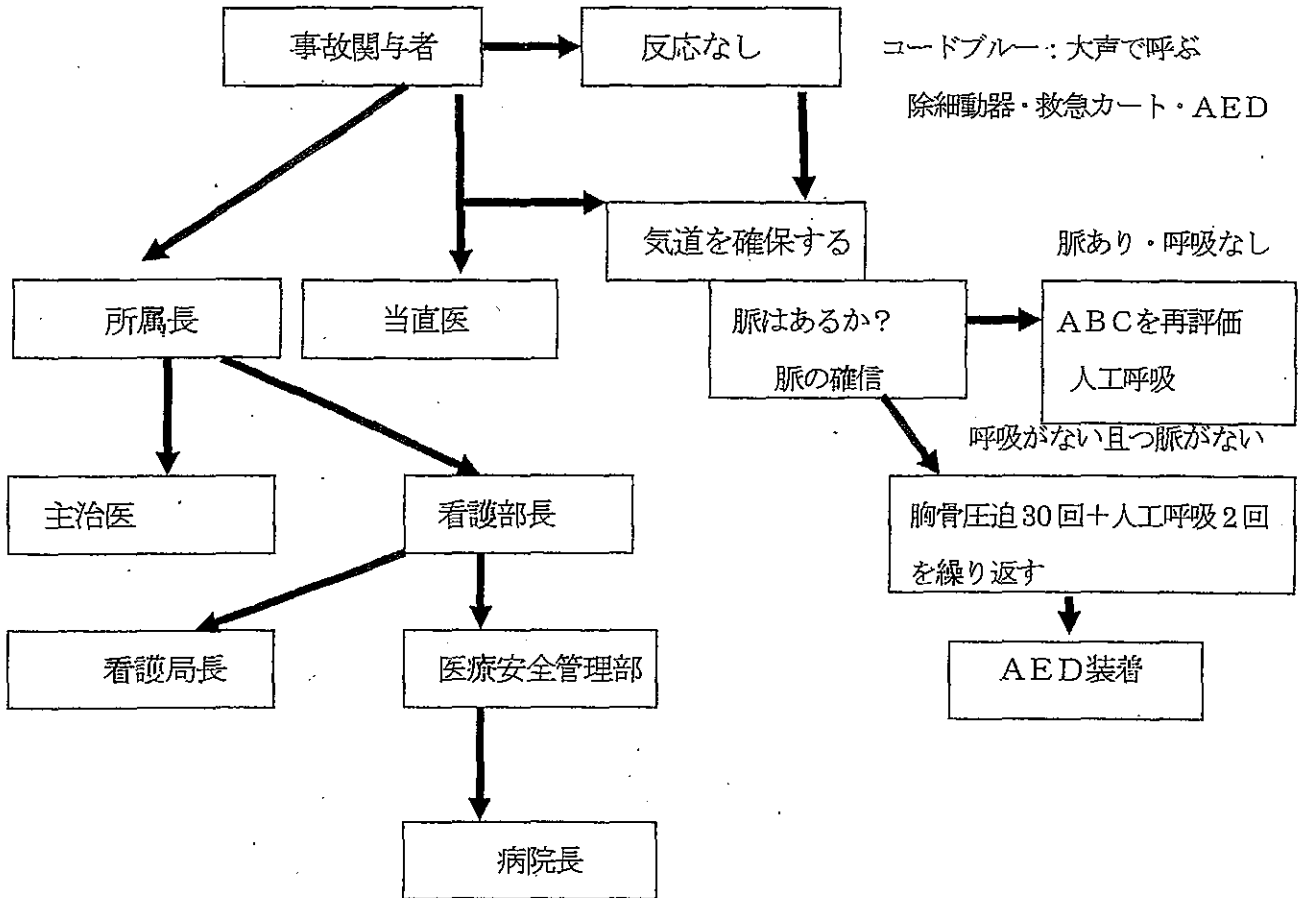 事故関与者
反応なし
コードブルー：大声で呼ぶ
除細動器・救急カート・AED
気道を確保する
脈あり・呼吸なし
所属長
当直医
脈はあるか？
脈の確信
ABCを再評価
人工呼吸
呼吸がない且つ脈がない
主治医
看護部長
胸骨圧迫30回＋人工呼吸2回
を繰り返す
看護局長
医療安全管理部
AED装着
病院長